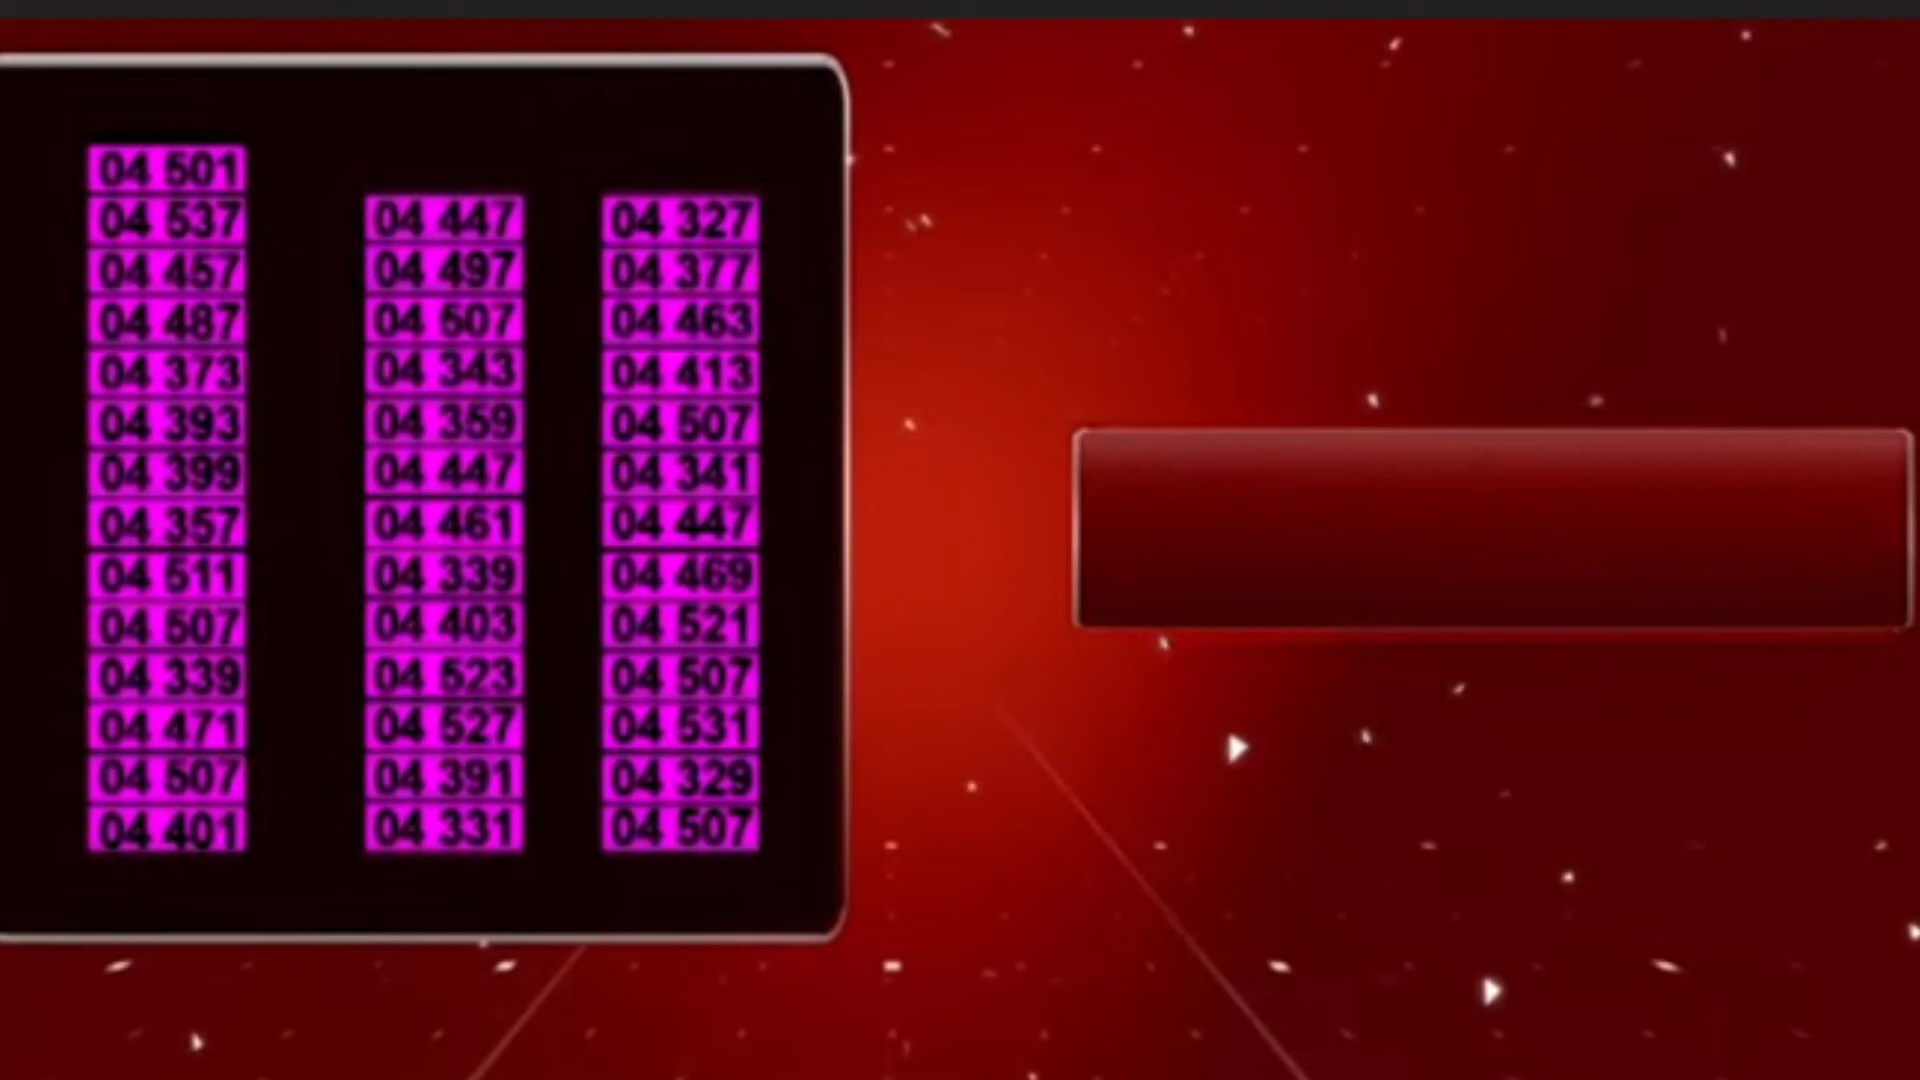 04 501
04 537 04 447 04 327
04 457 04 497 04 377
04 487 04 507 04 463
04 373 04 343 04 413
04 393 04 359 04 507
04 399 04 447 04 341
04 357 04 461 04 447
04 511 04 339 04 469
04 507 04 403 04 521
04 339 04 523 04 507
04 471 04 527 04 531
04 507 04 391 04 329
04 401 04 331 04 507